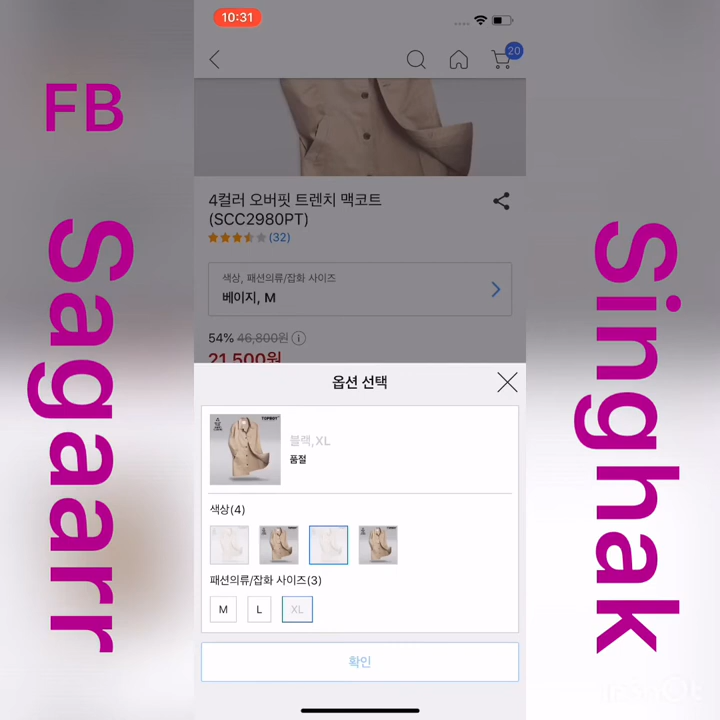 10:31
20
FB
Sagaarr
Singhak
4컬러 오버핏 트렌치 맥코트
(SCC2980PT)
(32)
색상, 패션의류/잡화 사이즈
베이지, M
54% 46,800원
21,500원
옵션 선택
TOPBOY
블랙,XL
품절
색상(4)
패션의류/잡화 사이즈(3)
M
L
XL
확인